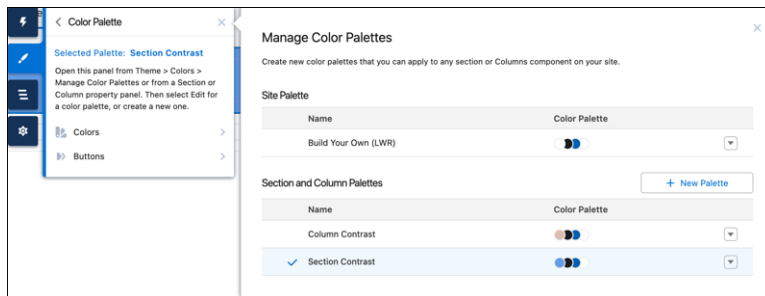 Color Palette
Selected Palette: Section Contrast
Open this panel from Theme > Colors >
Manage Color Palettes or from a Section or
Column property panel. Then select Edit for
a color palette, or create a new one.
Colors
Buttons
Manage Color Palettes
Create new color palettes that you can apply to any section or Columns component on your site.
Site Palette
Name Color Palette
Build Your Own (LWR)
Section and Column Palettes
+ New Palette
Name Color Palette
Column Contrast
Section Contrast